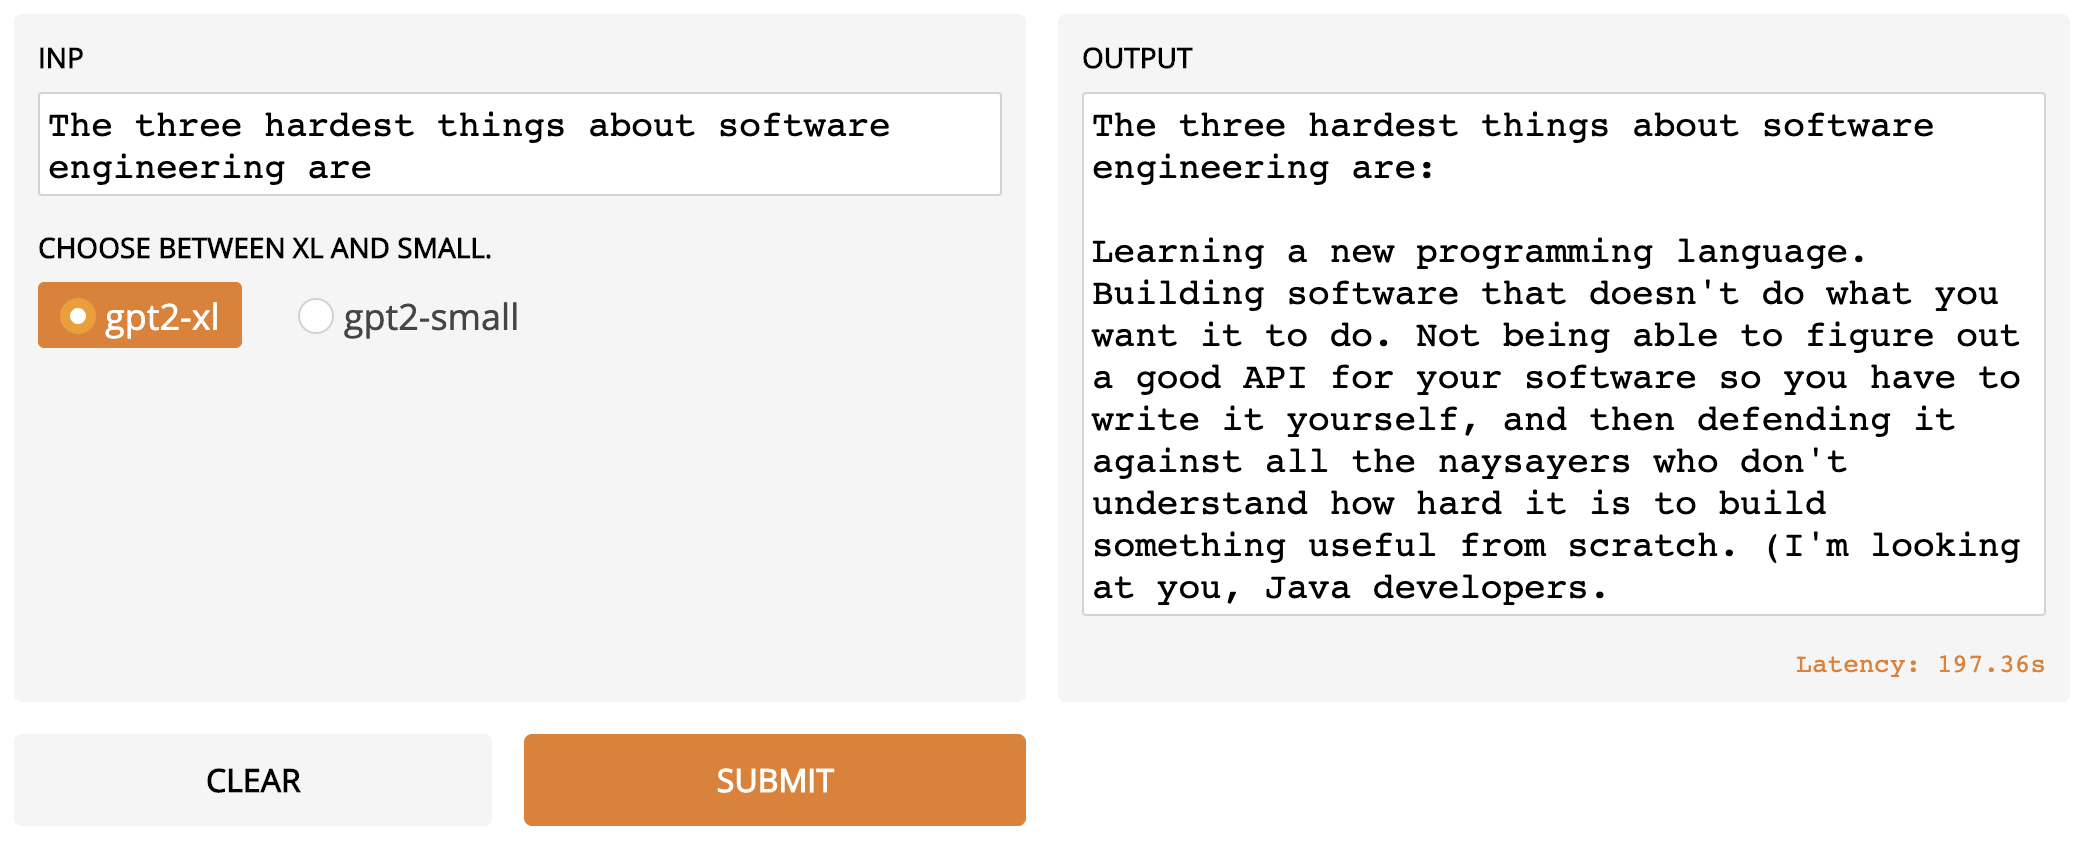 INP
The three hardest things about software
engineering are
CHOOSE BETWEEN XL AND SMALL.
gpt2-xl gpt2-small
CLEAR SUBMIT
OUTPUT
The three hardest things about software
engineering are:

Learning a new programming language.
Building software that doesn't do what you
want it to do. Not being able to figure out
a good API for your software so you have to
write it yourself, and then defending it
against all the naysayers who don't
understand how hard it is to build
something useful from scratch. (I'm looking
at you, Java developers.
Latency: 197.36s